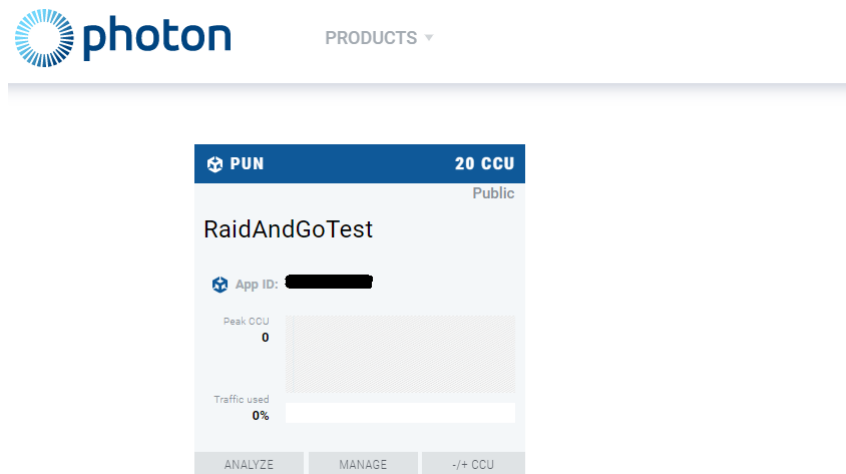 photon
PRODUCTS
PUN 20 CCU
Public
RaidAndGoTest
App ID:
Peak CCU
0
Traffic used
0%
ANALYZE MANAGE -/+ CCU